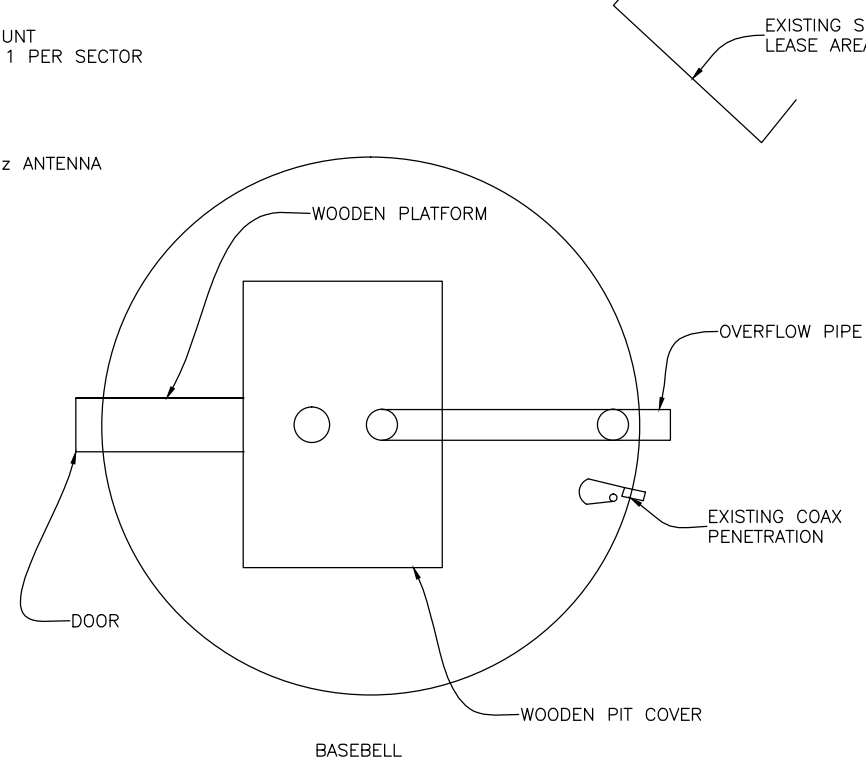 EXISTING S
LEASE AREA
UNT
1 PER SECTOR
z ANTENNA
WOODEN PLATFORM
OVERFLOW PIPE
EXISTING COAX
PENETRATION
DOOR
WOODEN PIT COVER
BASEBELL